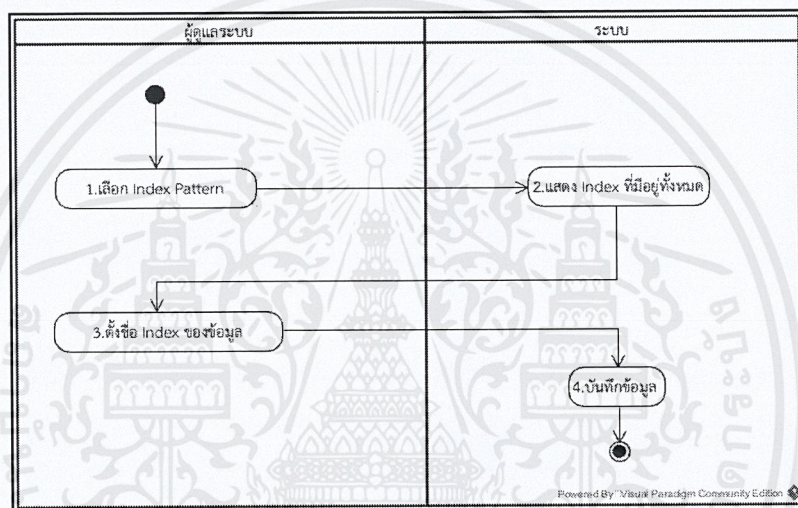 ผู้ดูแลระบบ
ระบบ
1.เลือก Index Pattern
2.แสดง Index ที่มีอยู่ทั้งหมด
3.ตั้งชื่อ Index ของข้อมูล
4.บันทึกข้อมูล
Powered By Visual Paradigm Community Edition